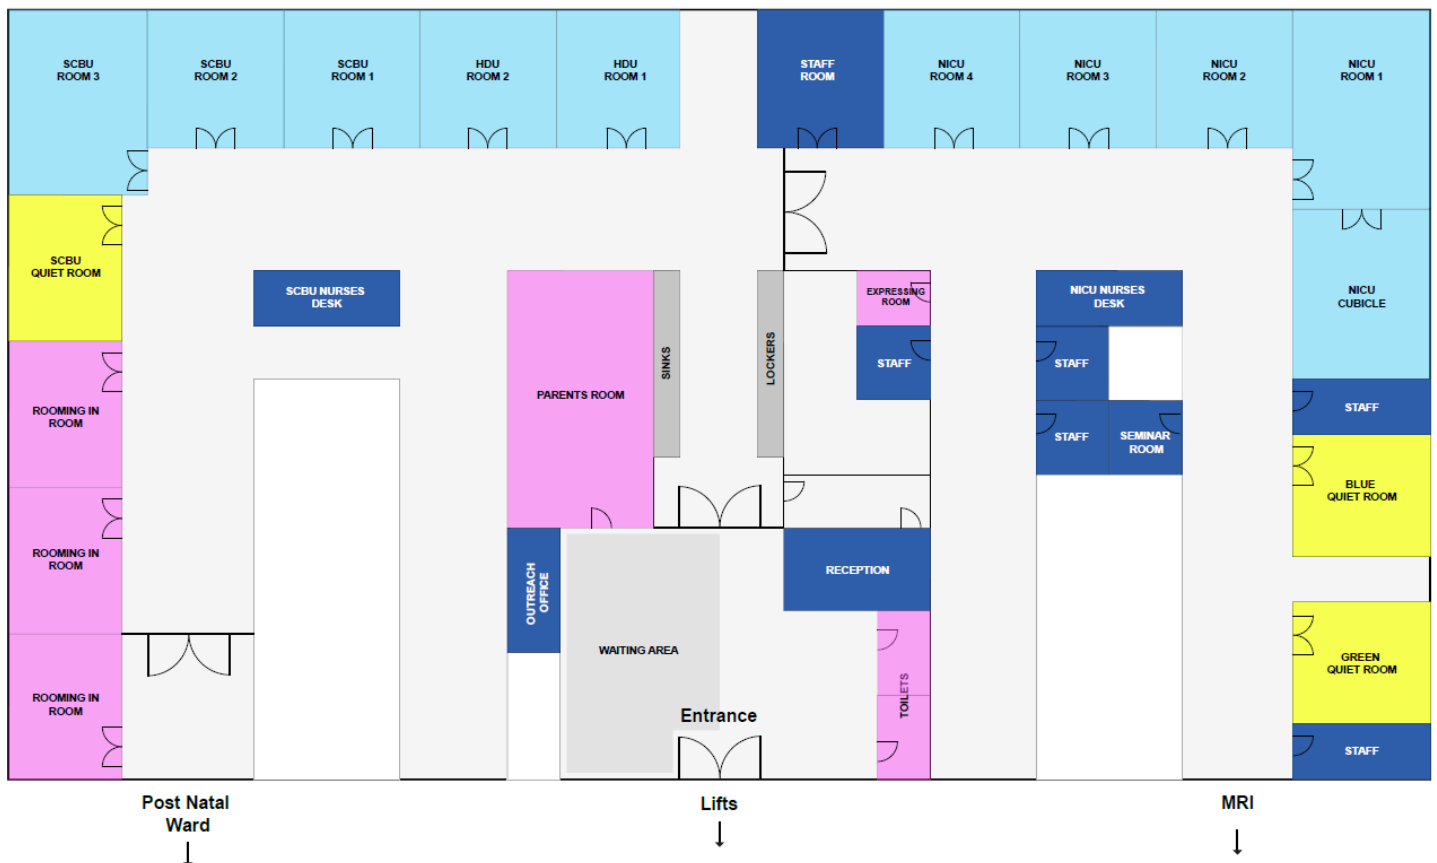 SCBU
ROOM 3
SCBU
ROOM 2
SCBU
ROOM 1
HDU
ROOM 2
HDU
ROOM 1
STAFF
ROOM
NICU
ROOM 4
NICU
ROOM 3
NICU
ROOM 2
NICU
ROOM 1
SCBU
QUIET ROOM
SCBU NURSES
DESK
EXPRESSING
ROOM
NICU NURSES
DESK
NICU
CUBICLE
SINKS
LOCKERS
STAFF
STAFF
PARENTS ROOM
ROOMING IN
ROOM
STAFF
STAFF
SEMINAR
ROOM
BLUE
QUIET ROOM
ROOMING IN
ROOM
OUTREACH
OFFICE
RECEPTION
WAITING AREA
GREEN
QUIET ROOM
ROOMING IN
ROOM
TOILETS
Entrance
STAFF
Post Natal
Ward
Lifts
MRI